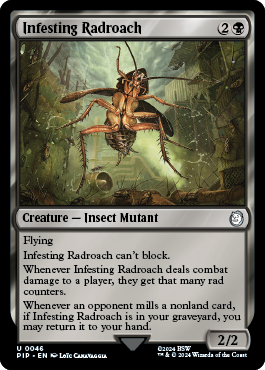 Infesting Radroach 2
Creature — Insect Mutant
Flying
Infesting Radroach can't block.
Whenever Infesting Radroach deals combat
damage to a player, they get that many rad
counters.
Whenever an opponent mills a nonland card,
if Infesting Radroach is in your graveyard, you
may return it to your hand.
2/2
U 0046 ©2024 BSW
PIP • EN Loïc Canavaggia ™ & © 2024 Wizards of the Coast